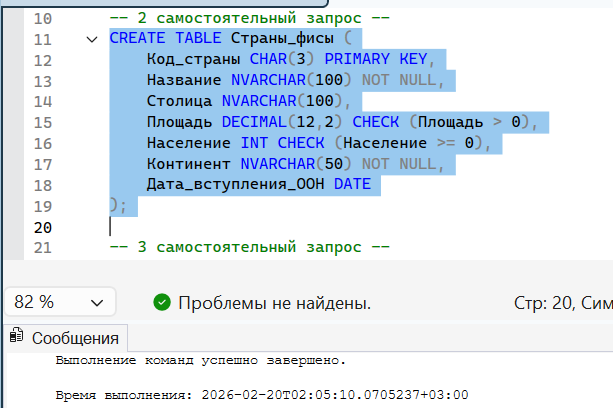 10 -- 2 самостоятельный запрос --
11 CREATE TABLE Страны_фисы (
12 Код_страны CHAR(3) PRIMARY KEY,
13 Название NVARCHAR(100) NOT NULL,
14 Столица NVARCHAR(100),
15 Площадь DECIMAL(12,2) CHECK (Площадь > 0),
16 Население INT CHECK (Население >= 0),
17 Континент NVARCHAR(50) NOT NULL,
18 Дата_вступления_ООН DATE
19 );
20
21 -- 3 самостоятельный запрос --
82 % Проблемы не найдены. Стр: 20, Сим
Сообщения
Выполнение команд успешно завершено.
Время выполнения: 2026-02-20T02:05:10.0705237+03:00